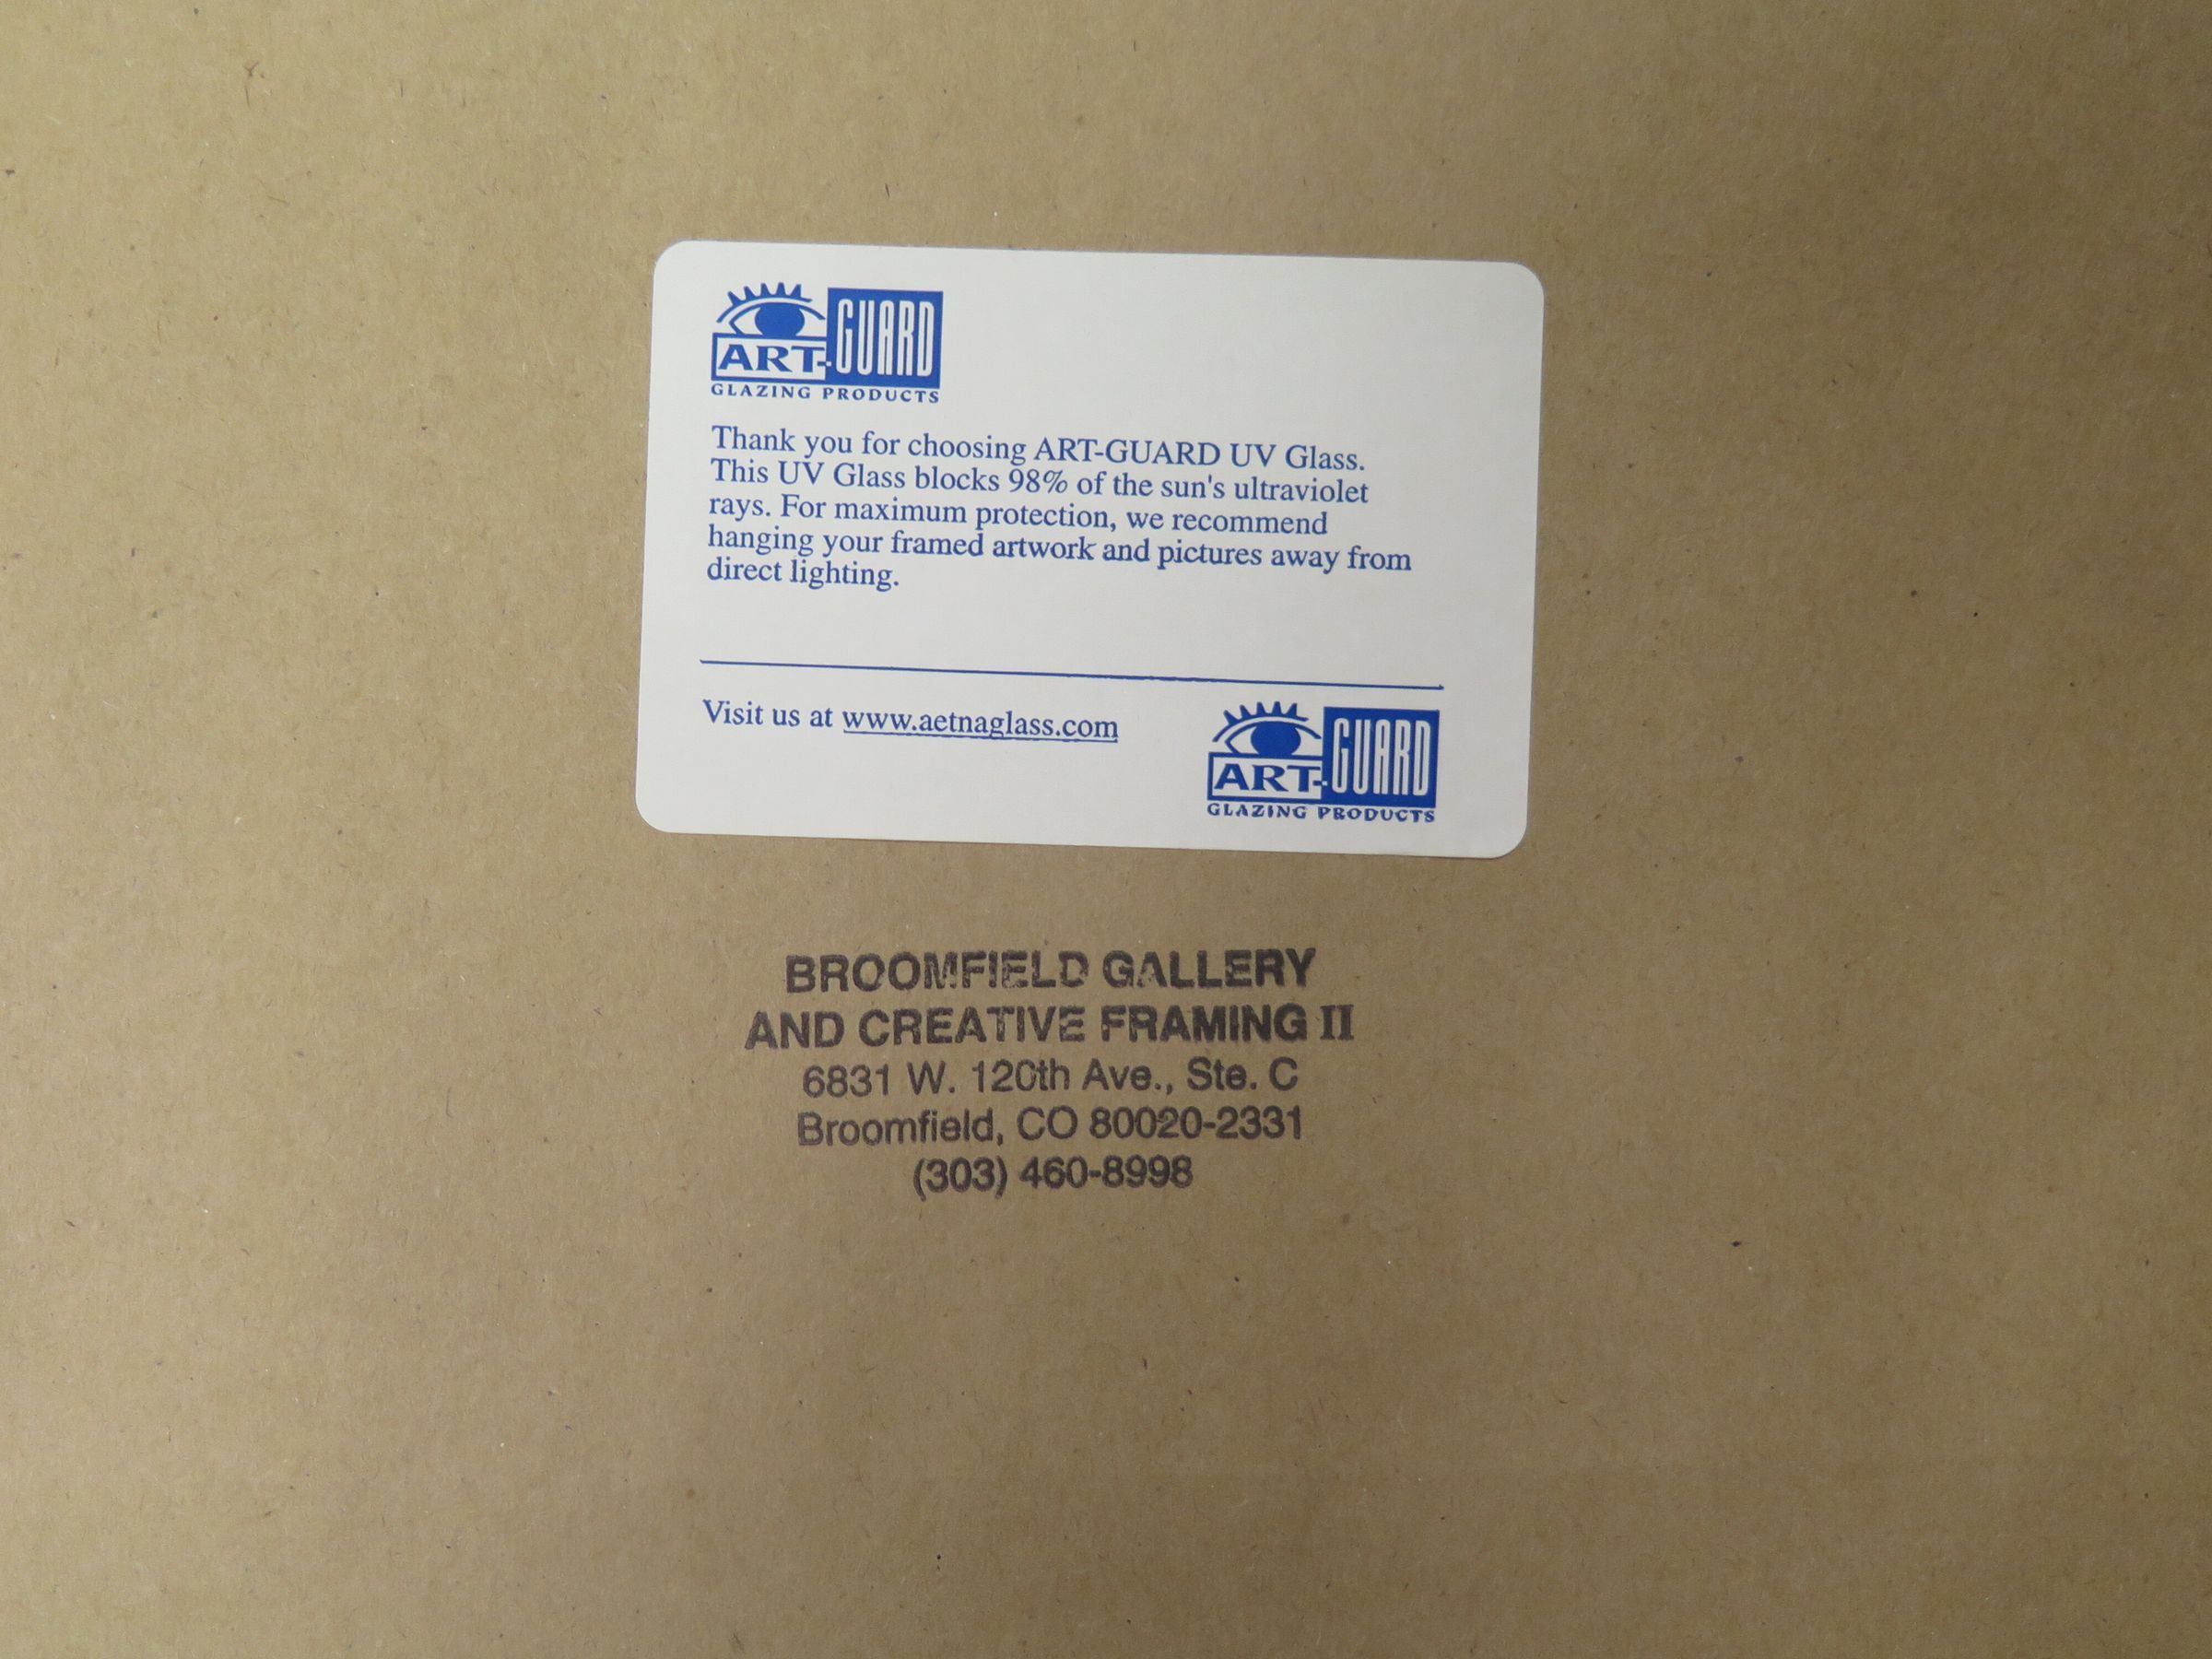 ART-GUARD
GLAZING PRODUCTS
Thank you for choosing ART-GUARD UV Glass.
This UV Glass blocks 98% of the sun's ultraviolet
rays. For maximum protection, we recommend
hanging your framed artwork and pictures away from
direct lighting.
Visit us at www.aetnaglass.com
ART-GUARD
GLAZING PRODUCTS
BROOMFIELD GALLERY
AND CREATIVE FRAMING II
6831 W. 120th Ave., Ste. C
Broomfield, CO 80020-2331
(303) 460-8998